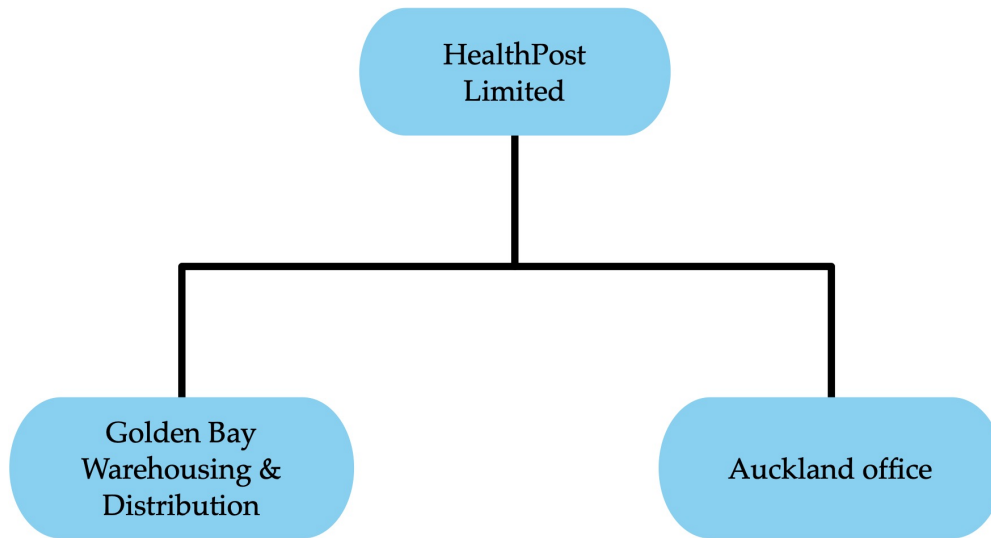 HealthPost
Limited
Golden Bay
Warehousing &
Distribution
Auckland office